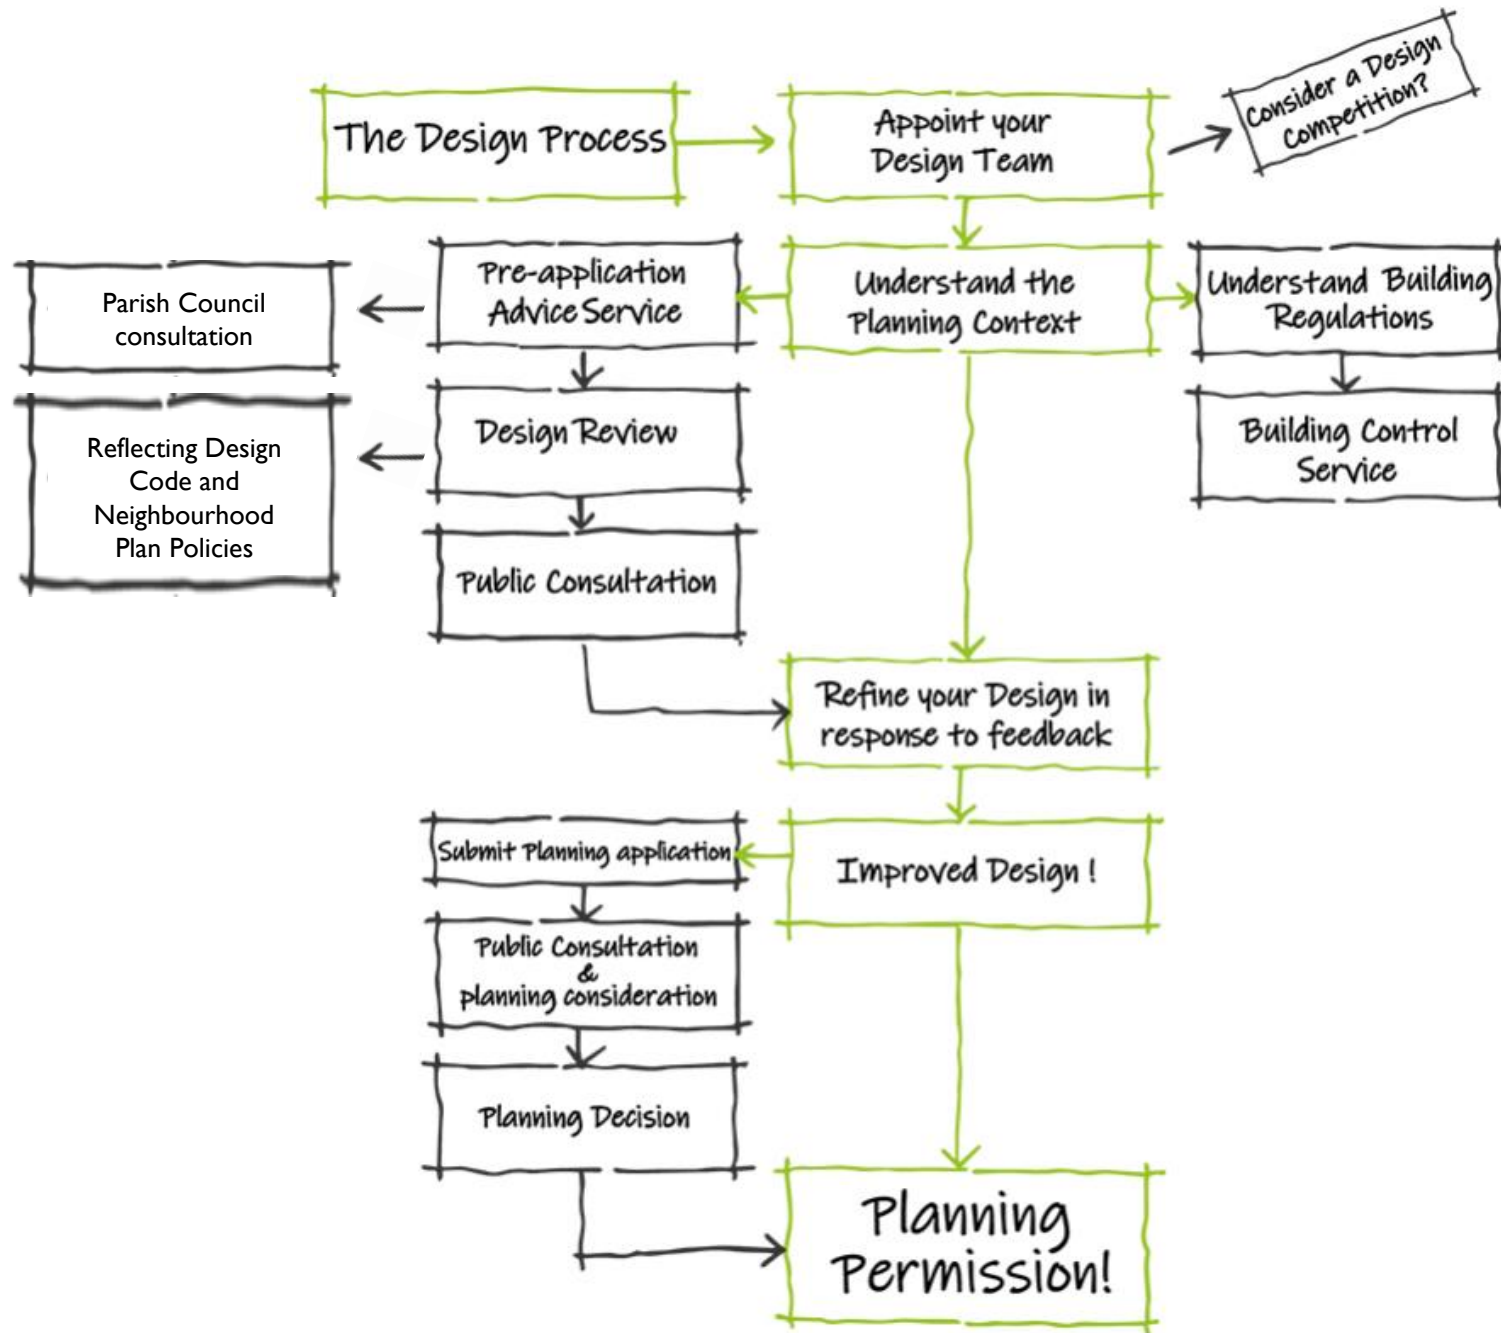 The Design Process
Appoint your
Design Team
Consider a Design
Competition?
Parish Council
consultation
Pre-application
Advice Service
Understand the
Planning Context
Understand Building
Regulations
Reflecting Design
Code and
Neighbourhood
Plan Policies
Design Review
Building Control
Service
Public Consultation
Refine your Design in
response to feedback
Submit Planning application
Improved Design !
Public Consultation
&
planning consideration
Planning Decision
Planning
Permission!